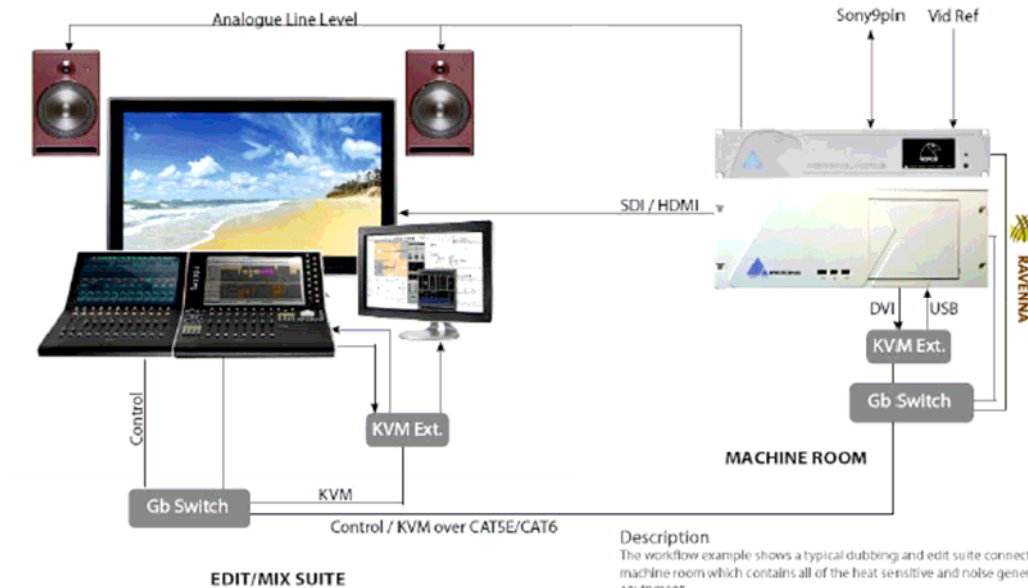 Analogue Line Level
Sony9pin
Vid Ref
SDI / HDMI
RAVENNA
DVI
USB
KVM Ext.
Gb Switch
MACHINE ROOM
Control
KVM Ext.
Gb Switch
KVM
Control / KVM over CAT5E/CAT6
EDIT/MIX SUITE
Description
The workflow example shows a typical dubbing and edit suite connect
machine room which contains all of the heat sensitive and noise gene